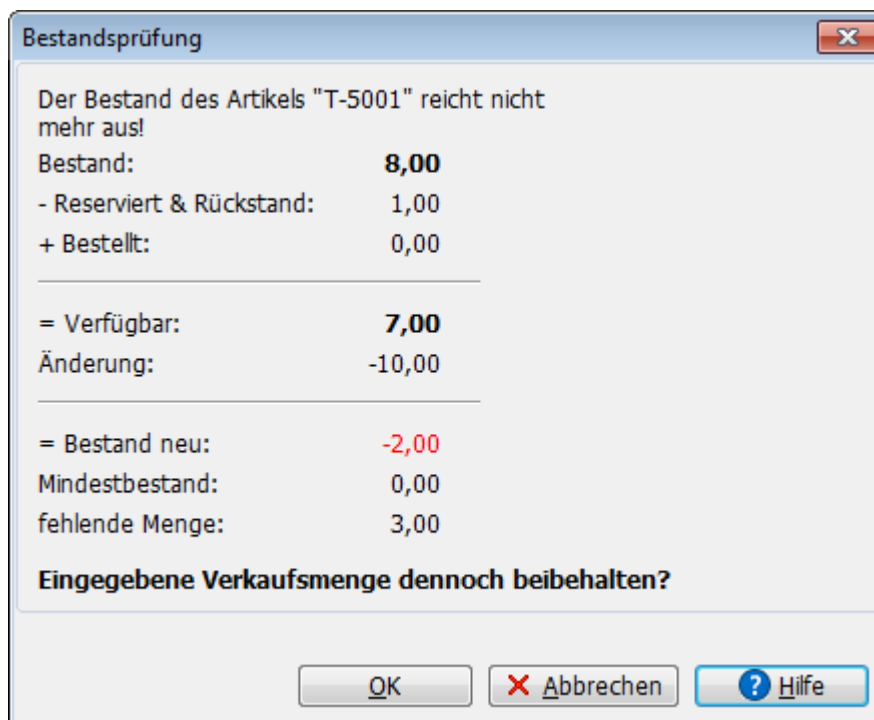 Bestandsprüfung
Der Bestand des Artikels "T-5001" reicht nicht
mehr aus!
Bestand: 8,00
- Reserviert & Rückstand: 1,00
+ Bestellt: 0,00
= Verfügbar: 7,00
Änderung: -10,00
= Bestand neu: -2,00
Mindestbestand: 0,00
fehlende Menge: 3,00
Eingegebene Verkaufsmenge dennoch beibehalten?
OK Abbrechen Hilfe